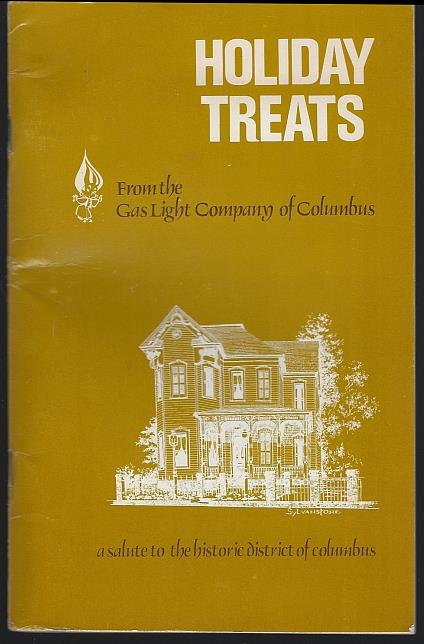 HOLIDAY
TREATS
From the
Gas Light Company of Columbus
a salute to the historic district of columbus